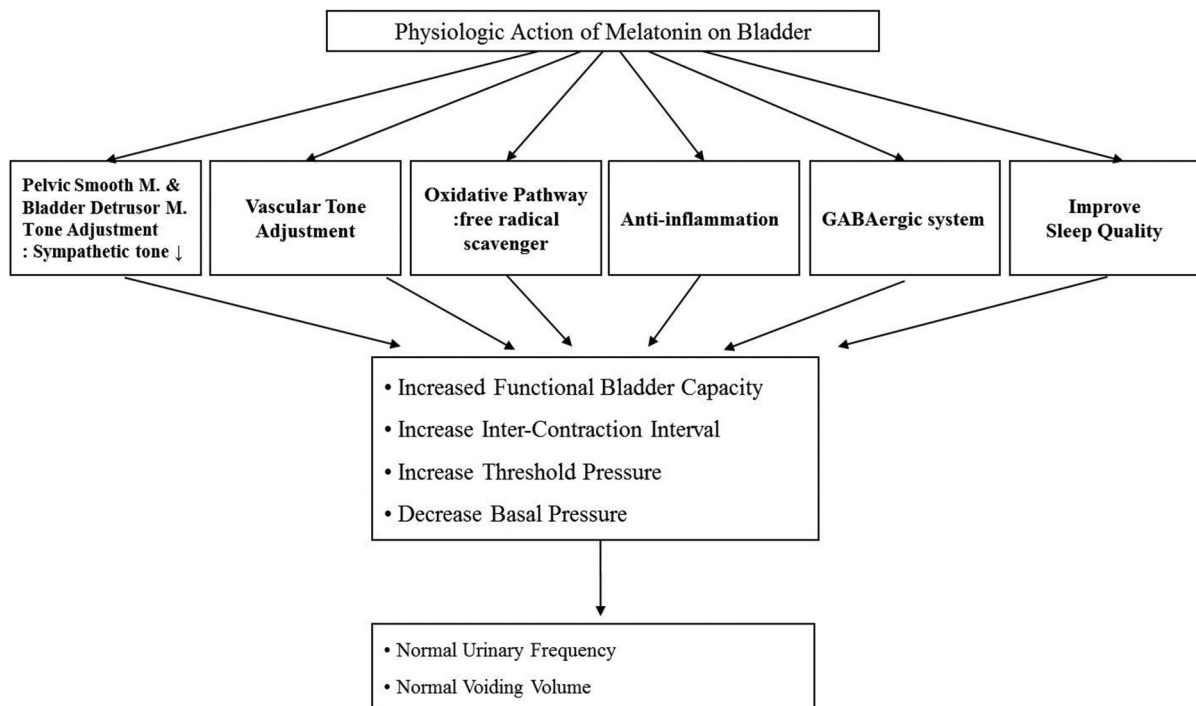 Physiologic Action of Melatonin on Bladder
Pelvic Smooth M. &
Bladder Detrusor M.
Tone Adjustment
: Sympathetic tone ↓
Vascular Tone
Adjustment
Oxidative Pathway
:free radical
scavenger
Anti-inflammation
GABAergic system
Improve
Sleep Quality
• Increased Functional Bladder Capacity
• Increase Inter-Contraction Interval
• Increase Threshold Pressure
• Decrease Basal Pressure
• Normal Urinary Frequency
• Normal Voiding Volume